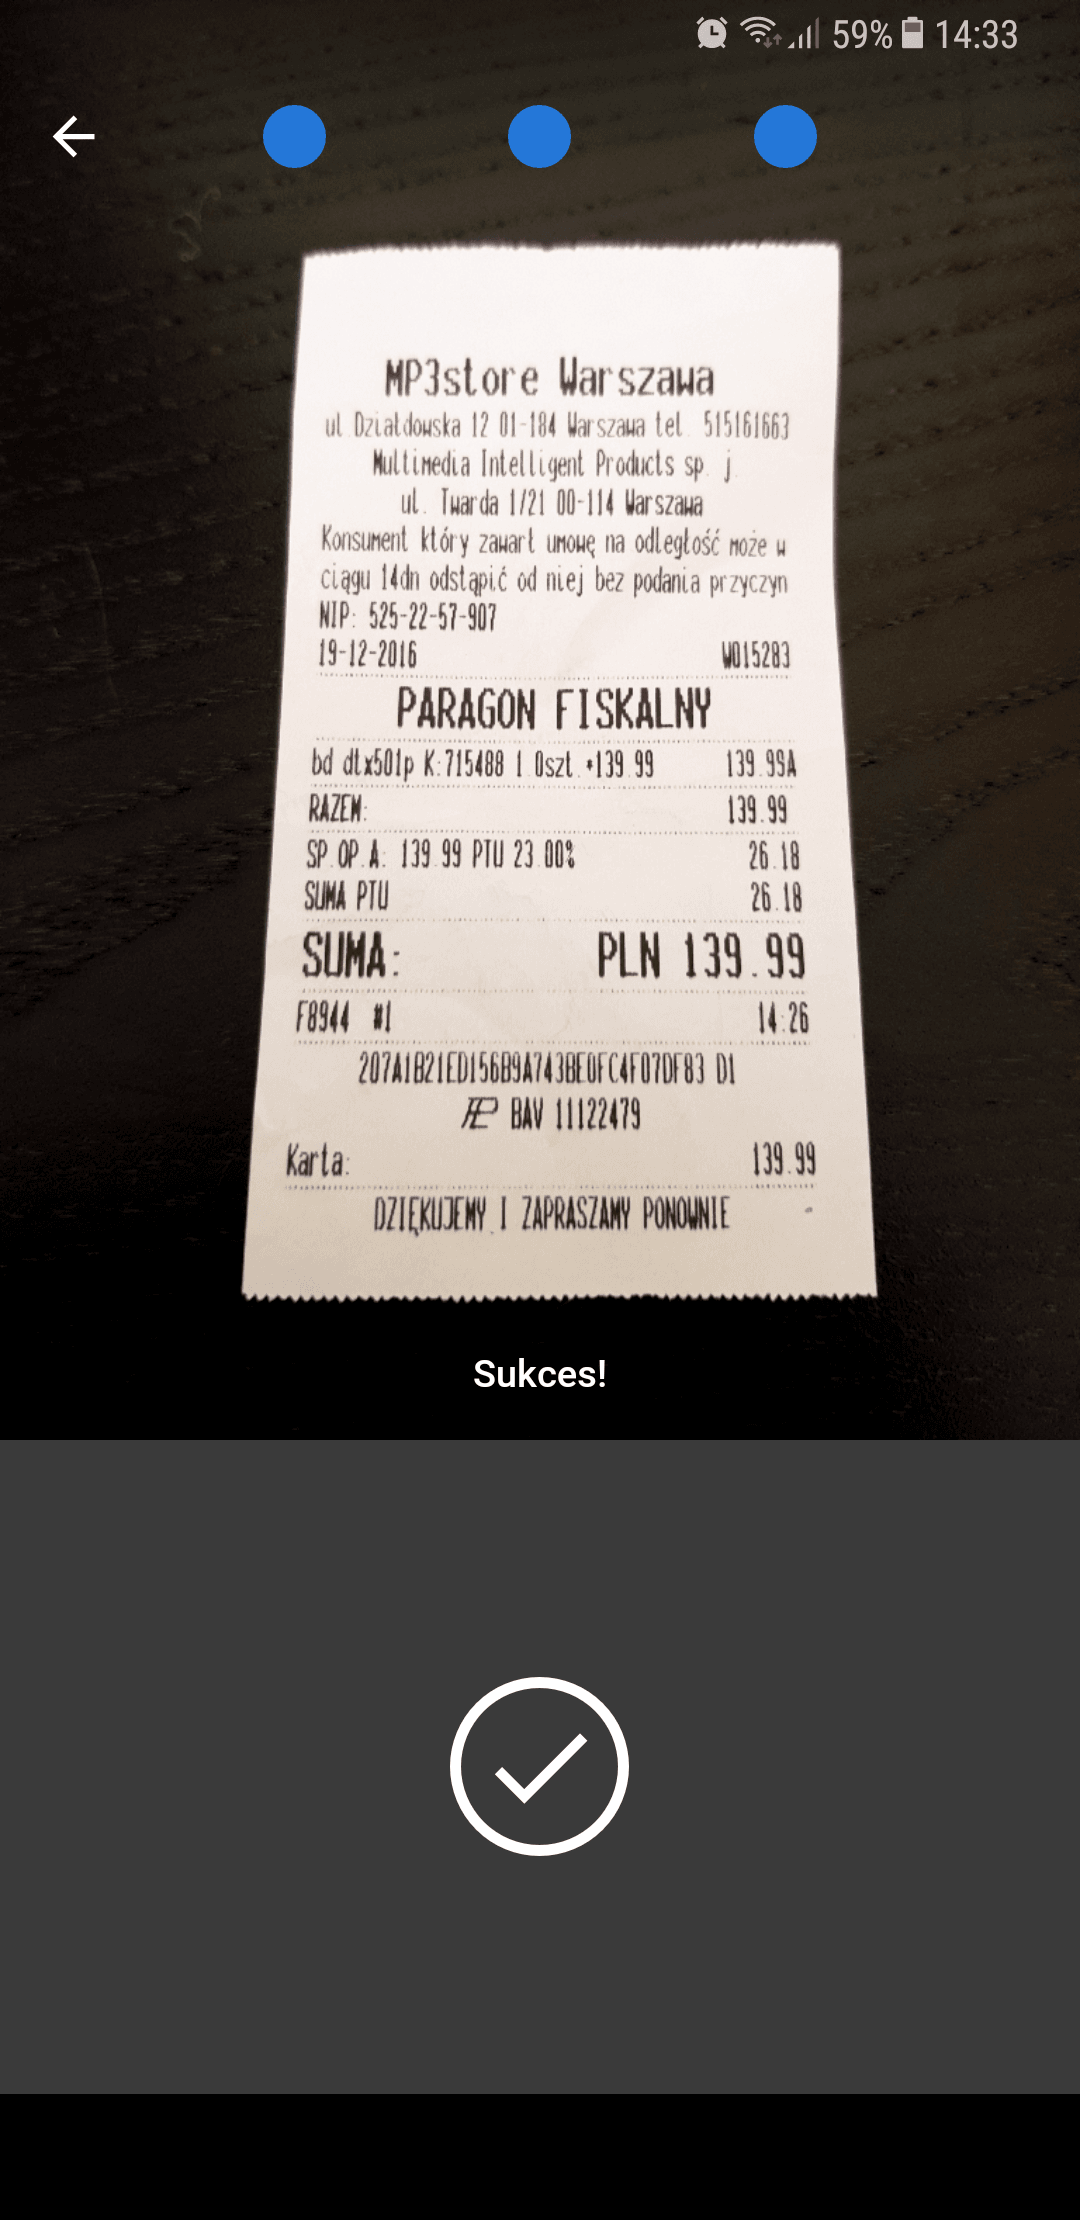 59% 14:33
MP3store Warszawa
ul.Działdowska 12 01-184 Warszawa tel. 515161663
Multimedia Intelligent Products sp. j.
ul. Twarda 1/21 00-114 Warszawa
Konsument który zawarł umowę na odległość może w
ciągu 14dn odstąpić od niej bez podania przyczyn
NIP: 525-22-57-907
19-12-2016 W015283
PARAGON FISKALNY
bd dtx501p K:715488 1.0szt.*139.99 139.99A
RAZEM: 139.99
SP.OP.A: 139.99 PTU 23.00% 26.18
SUMA PTU 26.18
SUMA: PLN 139.99
F8944 #1 14:26
207A1B21ED156B9A743BE0FC4F07DF83 D1
BAV 11122479
Karta: 139.99
DZIĘKUJEMY I ZAPRASZAMY PONOWNIE
Sukces!